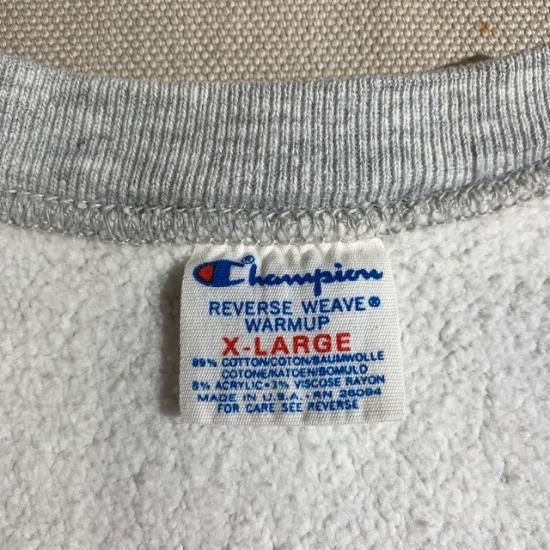 Champion
REVERSE WEAVE®
WARMUP
X-LARGE
89% COTTON/COTON/BAUMWOLLE
COTONE/KATOEN/BOMULD
8% ACRYLIC-3% VISCOSE RAYON
MADE IN U.S.A. RN 26094
FOR CARE SEE REVERSE